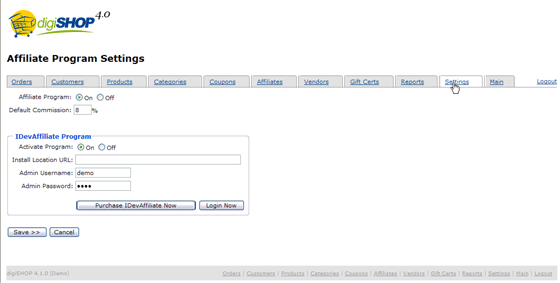 digiSHOP 4.0
Affiliate Program Settings
Orders Customers Products Categories Coupons Affiliates Vendors Gift Certs Reports Settings Main Logout
Affiliate Program: On Off
Default Commission: 8 %
IDevAffiliate Program
Activate Program: On Off
Install Location URL:
Admin Username: demo
Admin Password: ••••
Purchase IDevAffiliate Now Login Now
Save >> Cancel
digiSHOP 4.1.0 [Demo] Orders | Customers | Products | Categories | Coupons | Affiliates | Vendors | Gift Certs | Reports | Settings | Main | Logout